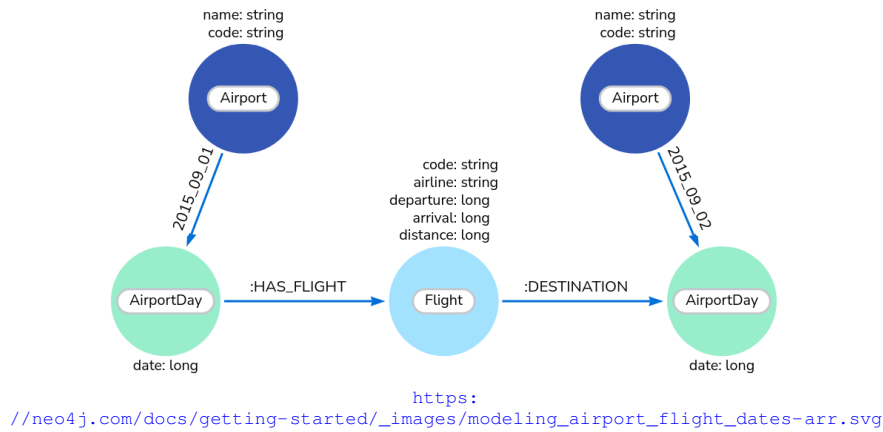 name: string
code: string
Airport
name: string
code: string
Airport
2015_09_01
2015_09_02
code: string
airline: string
departure: long
arrival: long
distance: long
AirportDay
:HAS_FLIGHT
Flight
:DESTINATION
AirportDay
date: long
date: long
https:
//neo4j.com/docs/getting-started/_images/modeling_airport_flight_dates-arr.svg